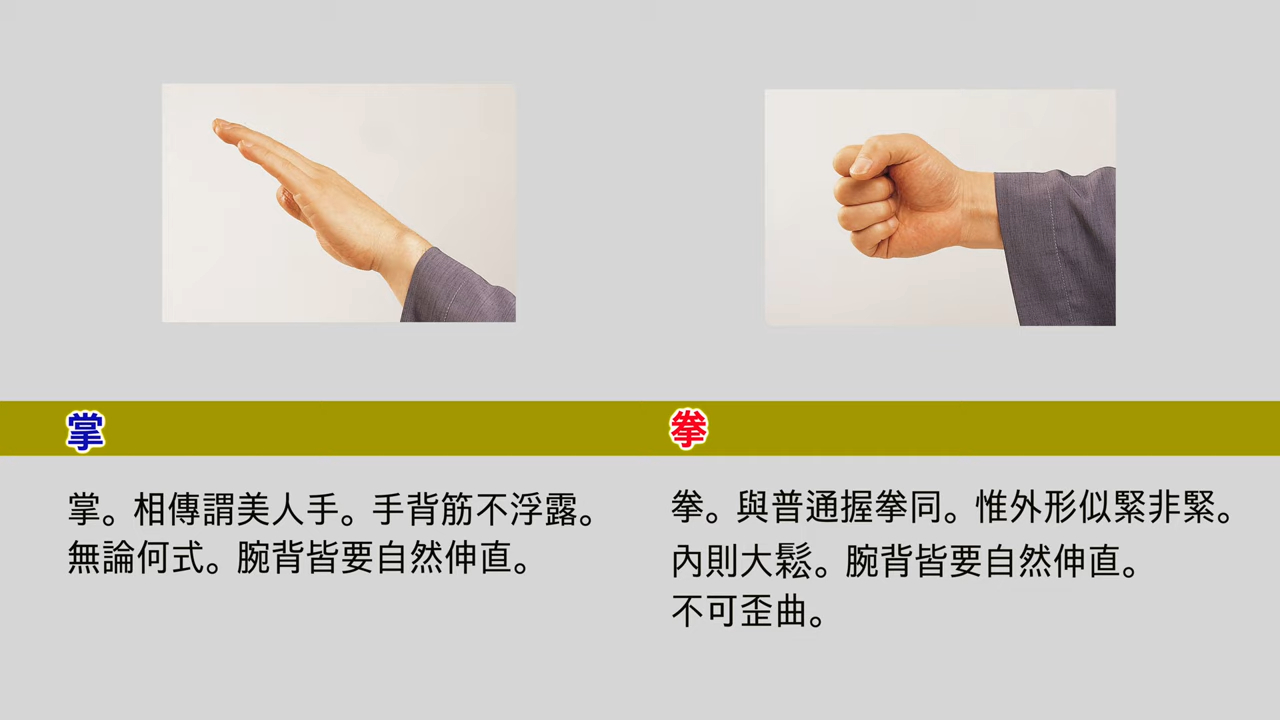 掌
掌。相傳謂美人手。手背筋不浮露。
無論何式。腕背皆要自然伸直。
拳
拳。與普通握拳同。惟外形似緊非緊。
內則大鬆。腕背皆要自然伸直。
不可歪曲。